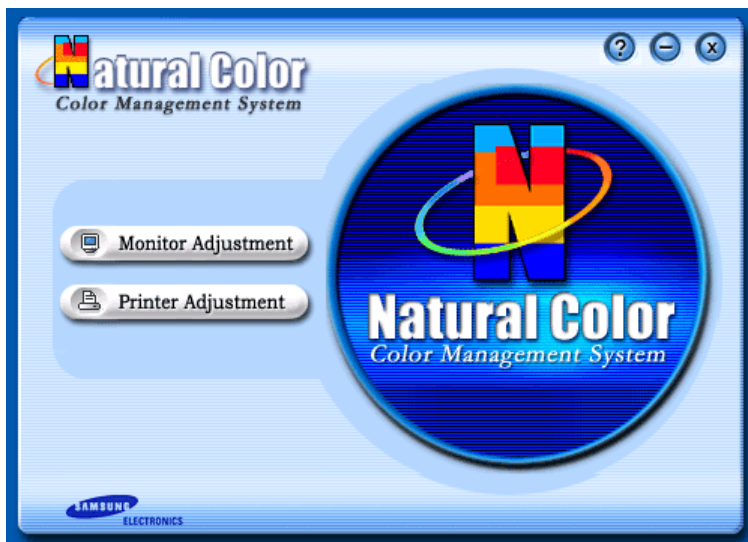 Natural Color
Color Management System
? − x
Monitor Adjustment
Printer Adjustment
Natural Color
Color Management System
SAMSUNG
ELECTRONICS